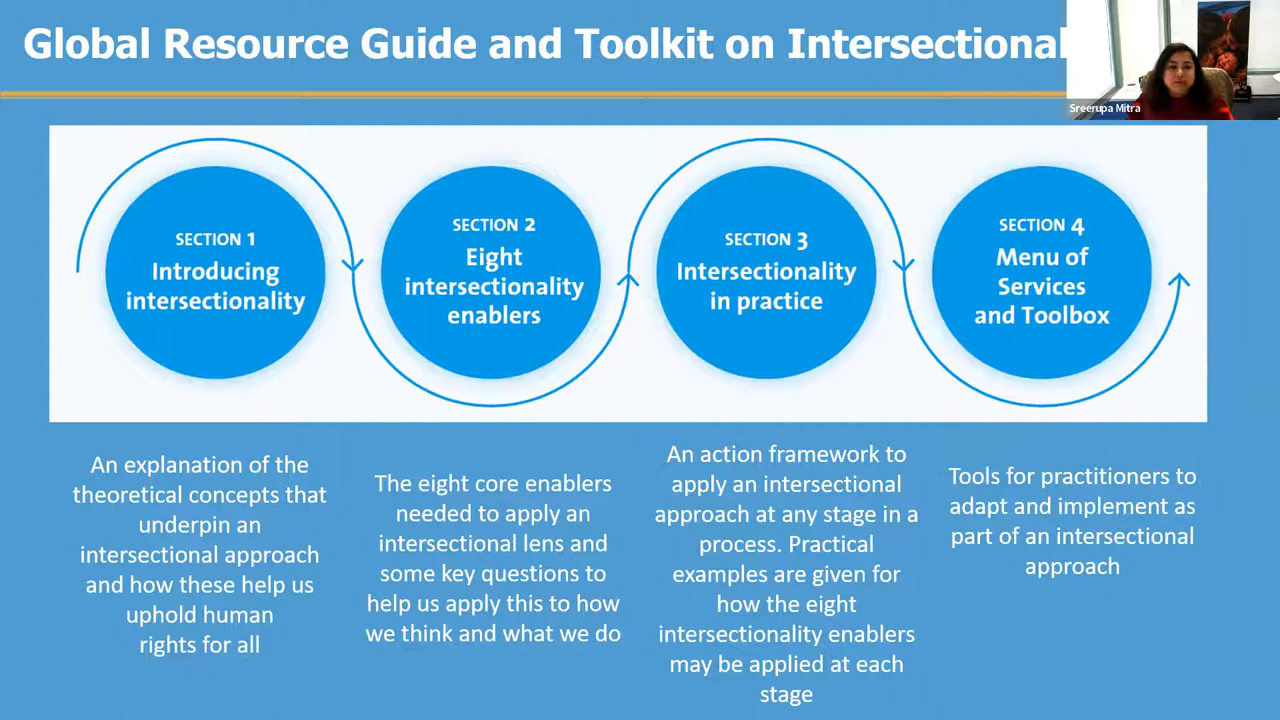 Global Resource Guide and Toolkit on Intersectional
Sreerupa Mitra
SECTION 1
Introducing
intersectionality
SECTION 2
Eight
intersectionality
enablers
SECTION 3
Intersectionality
in practice
SECTION 4
Menu of
Services
and Toolbox
An explanation of the
theoretical concepts that
underpin an
intersectional approach
and how these help us
uphold human
rights for all
The eight core enablers
needed to apply an
intersectional lens and
some key questions to
help us apply this to how
we think and what we do
An action framework to
apply an intersectional
approach at any stage in a
process. Practical
examples are given for
how the eight
intersectionality enablers
may be applied at each
stage
Tools for practitioners to
adapt and implement as
part of an intersectional
approach